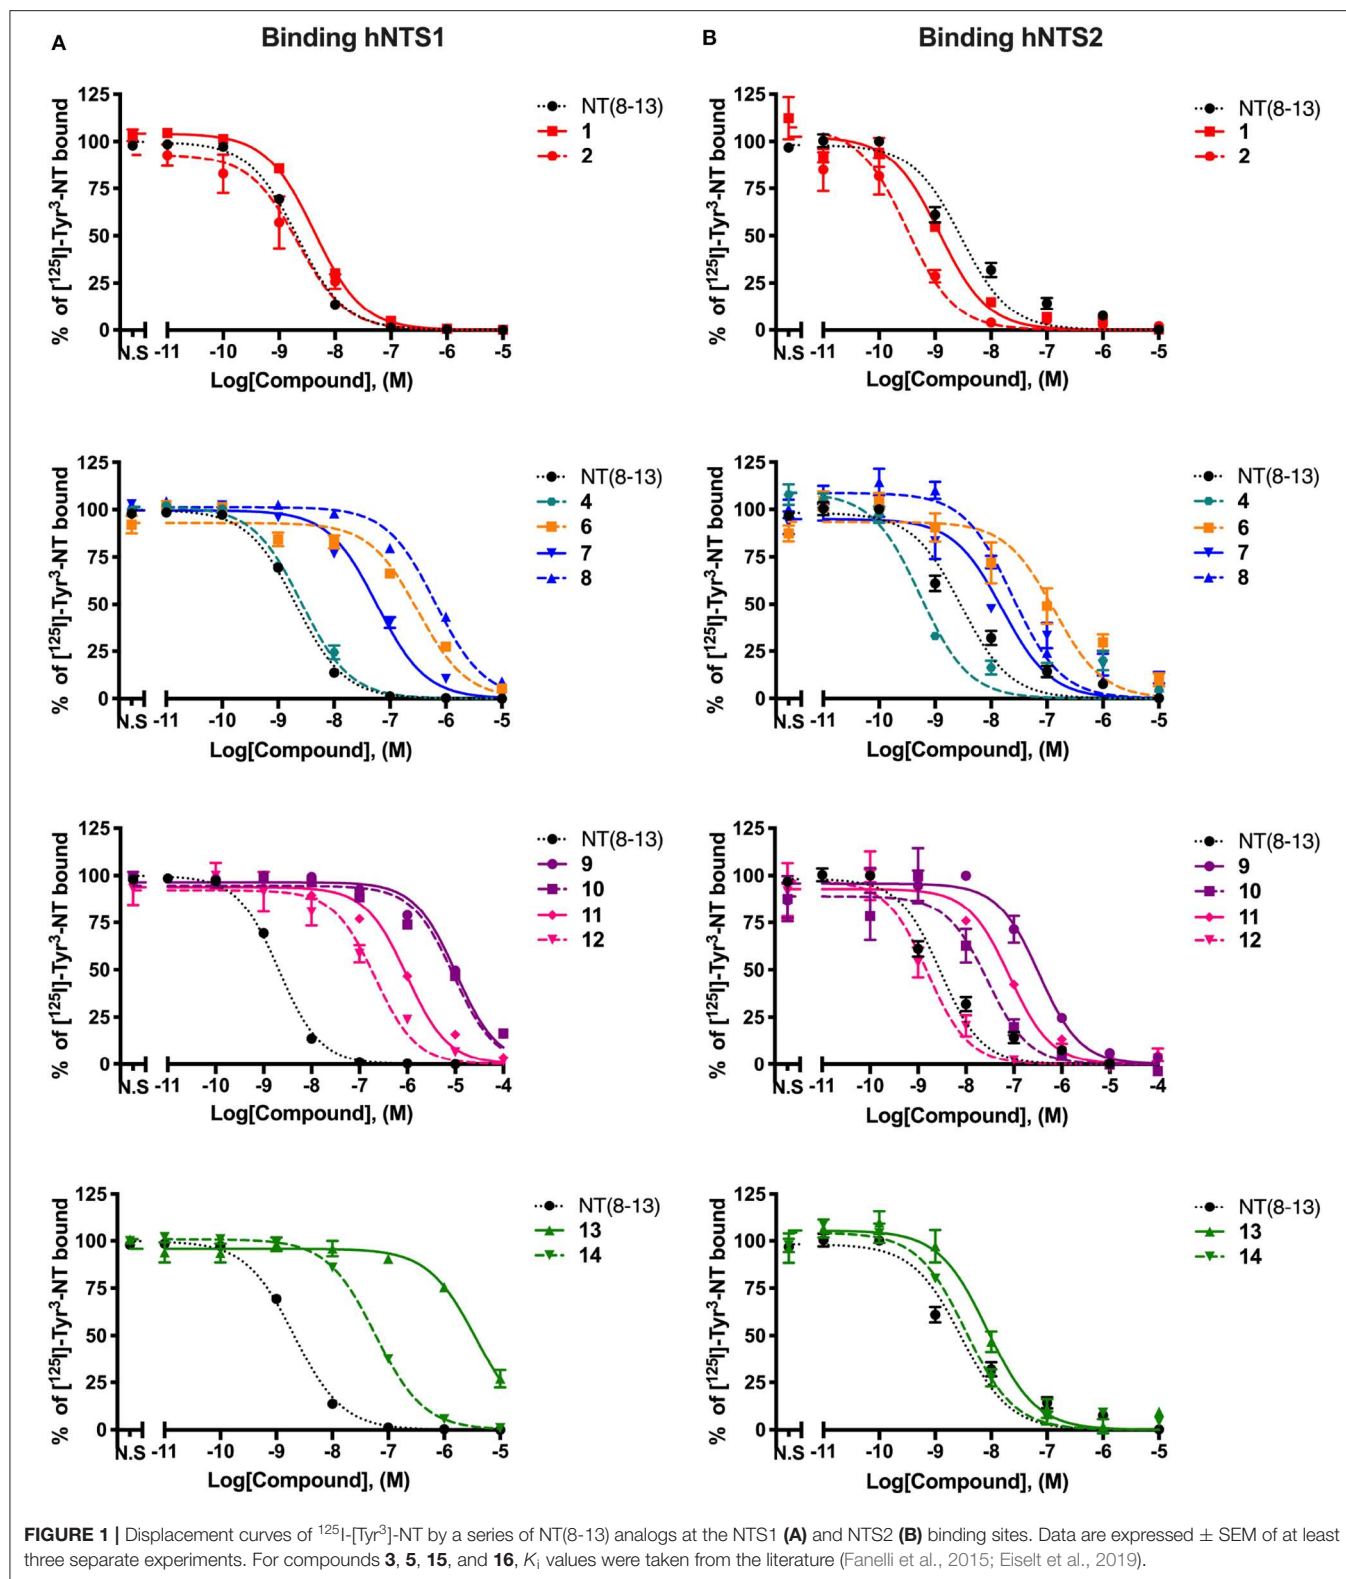 A
Binding hNTS1
% of [¹²⁵I]-Tyr³-NT bound
125
100
75
50
25
0
N.S -11 -10 -9 -8 -7 -6 -5
Log[Compound], (M)
NT(8-13)
1
2
B
Binding hNTS2
% of [¹²⁵I]-Tyr³-NT bound
125
100
75
50
25
0
N.S -11 -10 -9 -8 -7 -6 -5
Log[Compound], (M)
NT(8-13)
1
2
% of [¹²⁵I]-Tyr³-NT bound
125
100
75
50
25
0
N.S -11 -10 -9 -8 -7 -6 -5
Log[Compound], (M)
NT(8-13)
4
6
7
8
% of [¹²⁵I]-Tyr³-NT bound
125
100
75
50
25
0
N.S -11 -10 -9 -8 -7 -6 -5
Log[Compound], (M)
NT(8-13)
4
6
7
8
% of [¹²⁵I]-Tyr³-NT bound
125
100
75
50
25
0
N.S -11 -10 -9 -8 -7 -6 -5 -4
Log[Compound], (M)
NT(8-13)
9
10
11
12
% of [¹²⁵I]-Tyr³-NT bound
125
100
75
50
25
0
N.S -11 -10 -9 -8 -7 -6 -5 -4
Log[Compound], (M)
NT(8-13)
9
10
11
12
% of [¹²⁵I]-Tyr³-NT bound
125
100
75
50
25
0
N.S -11 -10 -9 -8 -7 -6 -5
Log[Compound], (M)
NT(8-13)
13
14
% of [¹²⁵I]-Tyr³-NT bound
125
100
75
50
25
0
N.S -11 -10 -9 -8 -7 -6 -5
Log[Compound], (M)
NT(8-13)
13
14
FIGURE 1 | Displacement curves of ¹²⁵I-[Tyr³]-NT by a series of NT(8-13) analogs at the NTS1 (A) and NTS2 (B) binding sites. Data are expressed ± SEM of at least
three separate experiments. For compounds 3, 5, 15, and 16, Kᵢ values were taken from the literature (Fanelli et al., 2015; Eiselt et al., 2019).